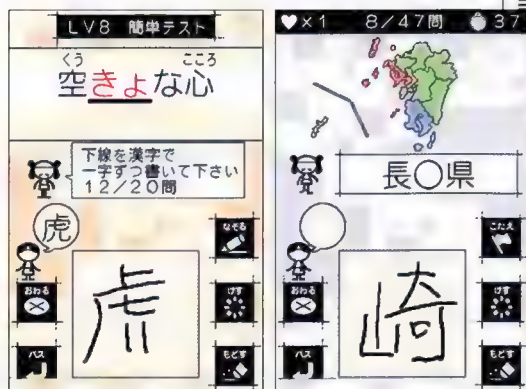 LV8 簡単テスト
くう こころ
空きよな心
下線を漢字で
一字ずつ書いて下さい
12/20問
虎
なぞる
おわる
けす
パス
もどす
虎
×1 8/47問 37
長〇県
こたえ
おわる
けす
パス
もどす
崎